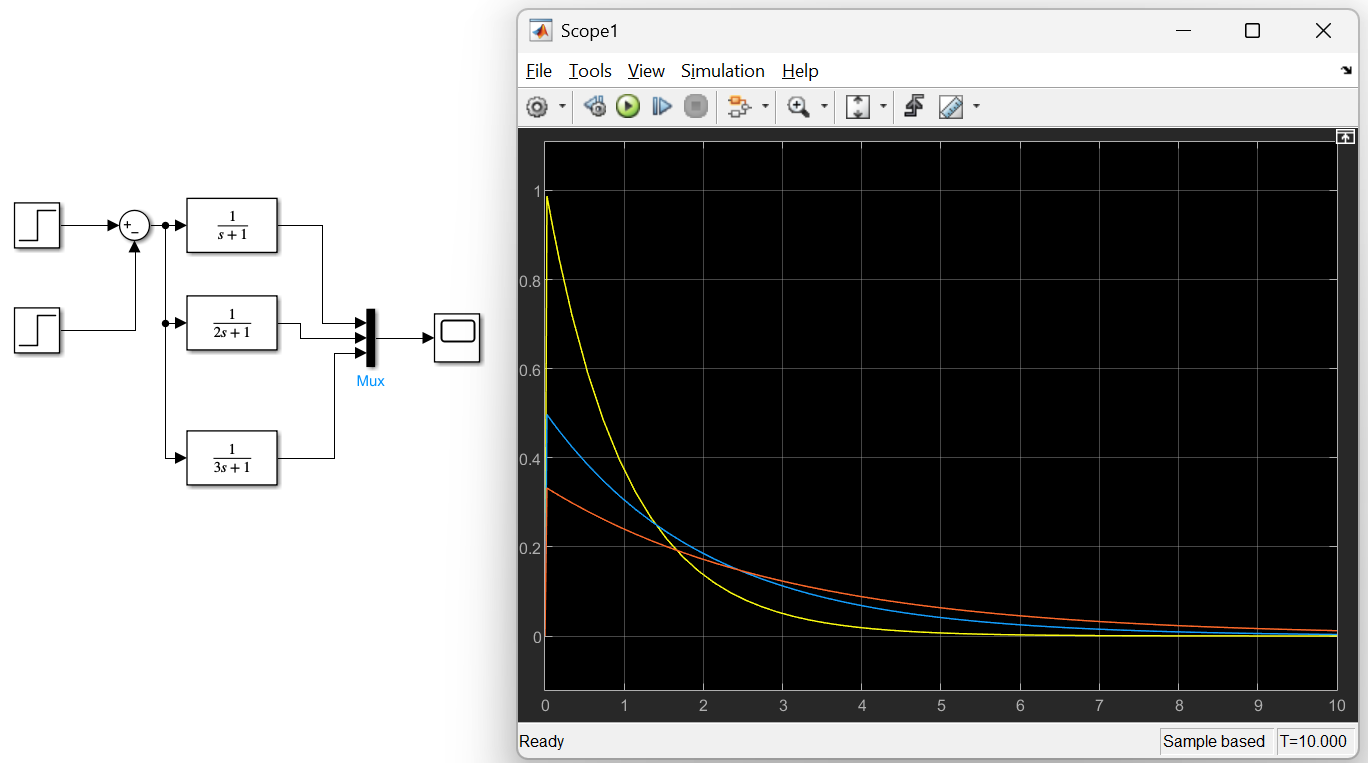 Scope1
File Tools View Simulation Help
+
−
1
s + 1
1
2s + 1
1
3s + 1
Mux
1
0.8
0.6
0.4
0.2
0
0 1 2 3 4 5 6 7 8 9 10
Ready
Sample based T=10.000